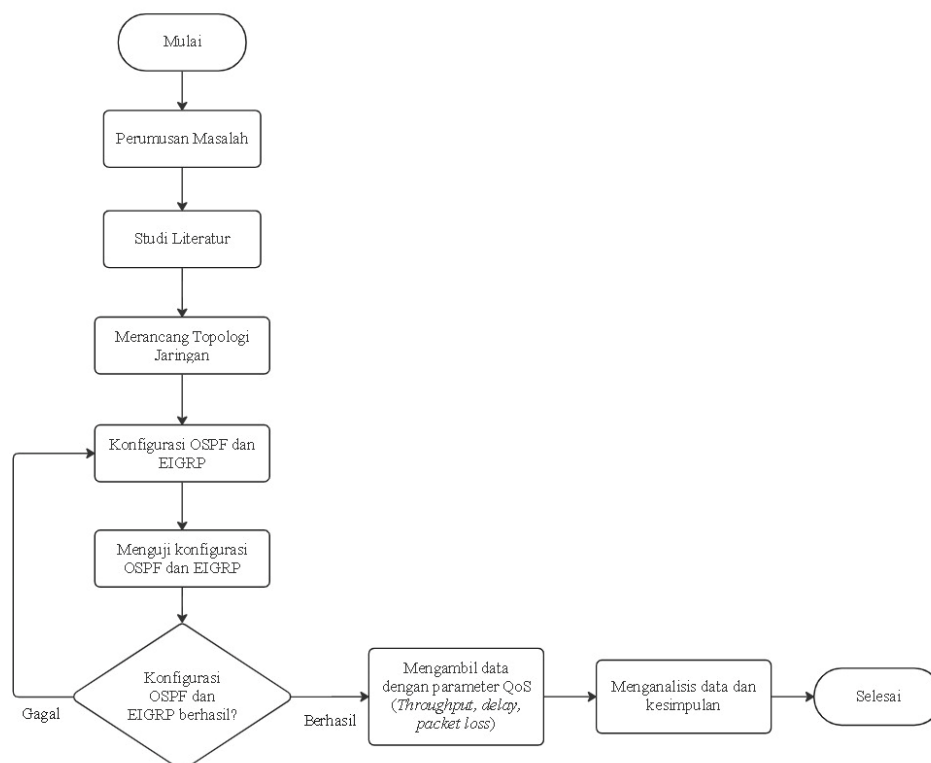 Mulai
Perumusan Masalah
Studi Literatur
Merancang Topologi
Jaringan
Konfigurasi OSPF dan
EIGRP
Menguji konfigurasi
OSPF dan EIGRP
Konfigurasi
OSPF dan
EIGRP berhasil?
Gagal
Berhasil
Mengambil data
dengan parameter QoS
(Throughput, delay,
packet loss)
Menganalisis data dan
kesimpulan
Selesai